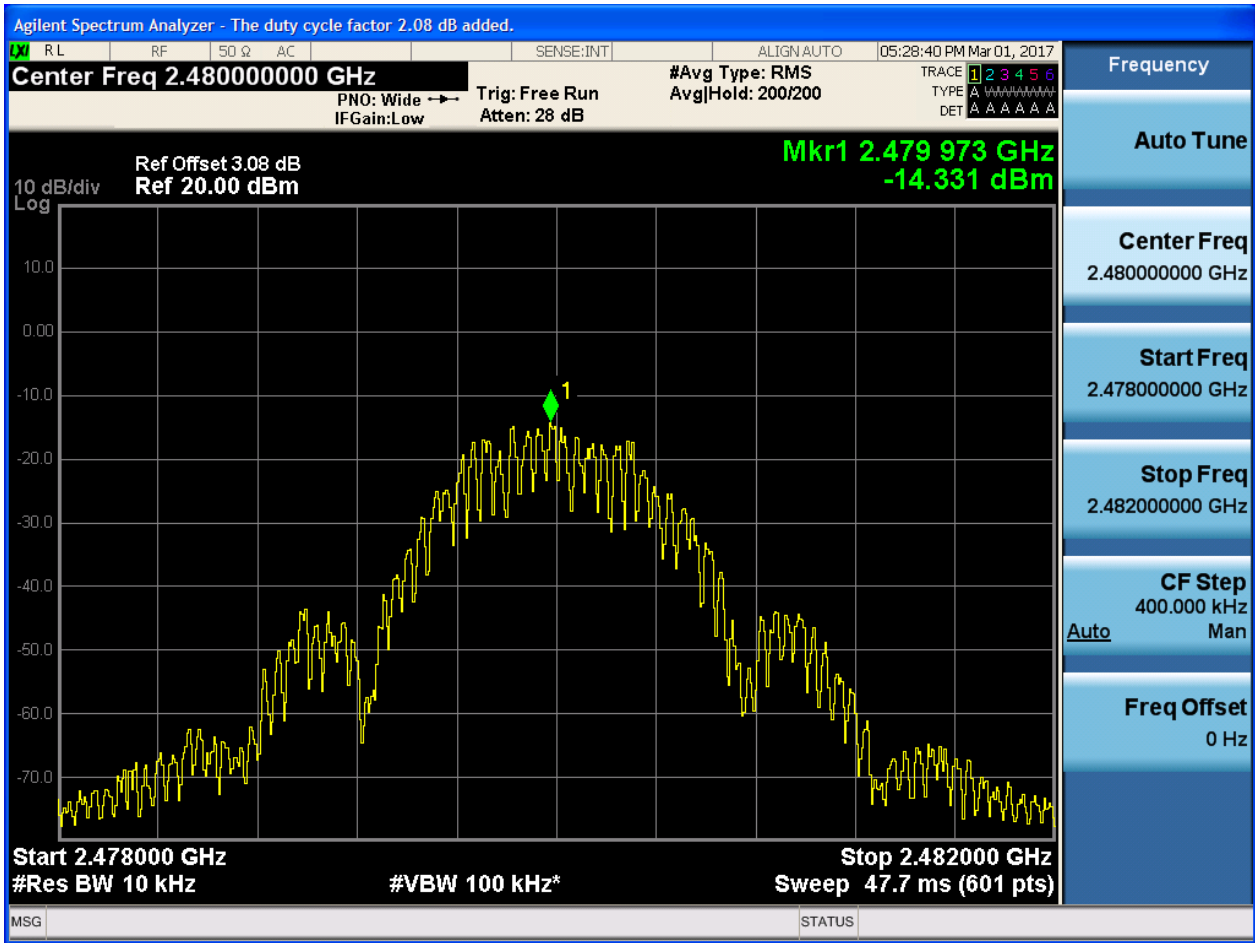 Agilent Spectrum Analyzer - The duty cycle factor 2.08 dB added.
LXI RL RF 50 Ω AC SENSE:INT ALIGN AUTO 05:28:40 PM Mar 01, 2017
Center Freq 2.480000000 GHz
PNO: Wide
IFGain:Low
Trig: Free Run
Atten: 28 dB
#Avg Type: RMS
Avg|Hold: 200/200
TRACE 1 2 3 4 5 6
TYPE A WWWWW
DET A A A A A A
Ref Offset 3.08 dB
Ref 20.00 dBm
10 dB/div
Log
Mkr1 2.479 973 GHz
-14.331 dBm
10.0
0.00
-10.0
-20.0
-30.0
-40.0
-50.0
-60.0
-70.0
1
Start 2.478000 GHz
#Res BW 10 kHz
#VBW 100 kHz*
Stop 2.482000 GHz
Sweep 47.7 ms (601 pts)
MSG
STATUS
Frequency
Auto Tune
Center Freq
2.480000000 GHz
Start Freq
2.478000000 GHz
Stop Freq
2.482000000 GHz
CF Step
400.000 kHz
Auto Man
Freq Offset
0 Hz